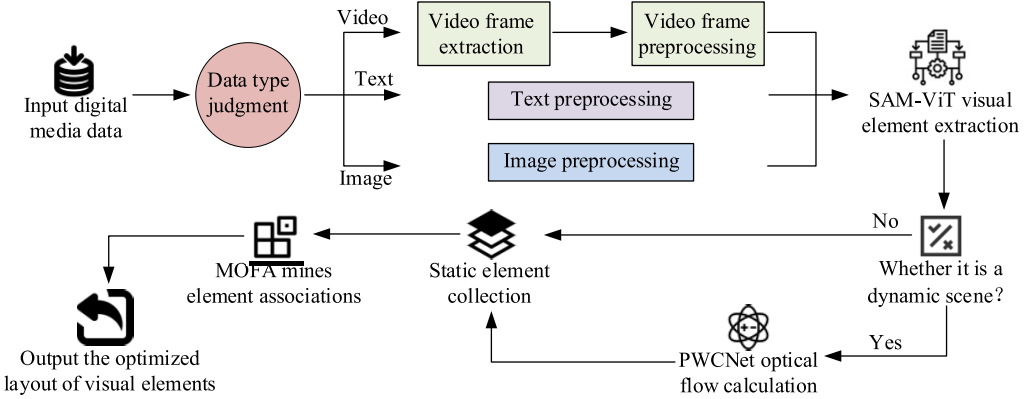 Input digital
media data
Data type
judgment
Video
Text
Image
Video frame
extraction
Video frame
preprocessing
Text preprocessing
Image preprocessing
SAM-ViT visual
element extraction
Whether it is a
dynamic scene?
No
Yes
PWCNet optical
flow calculation
Static element
collection
MOFA mines
element associations
Output the optimized
layout of visual elements